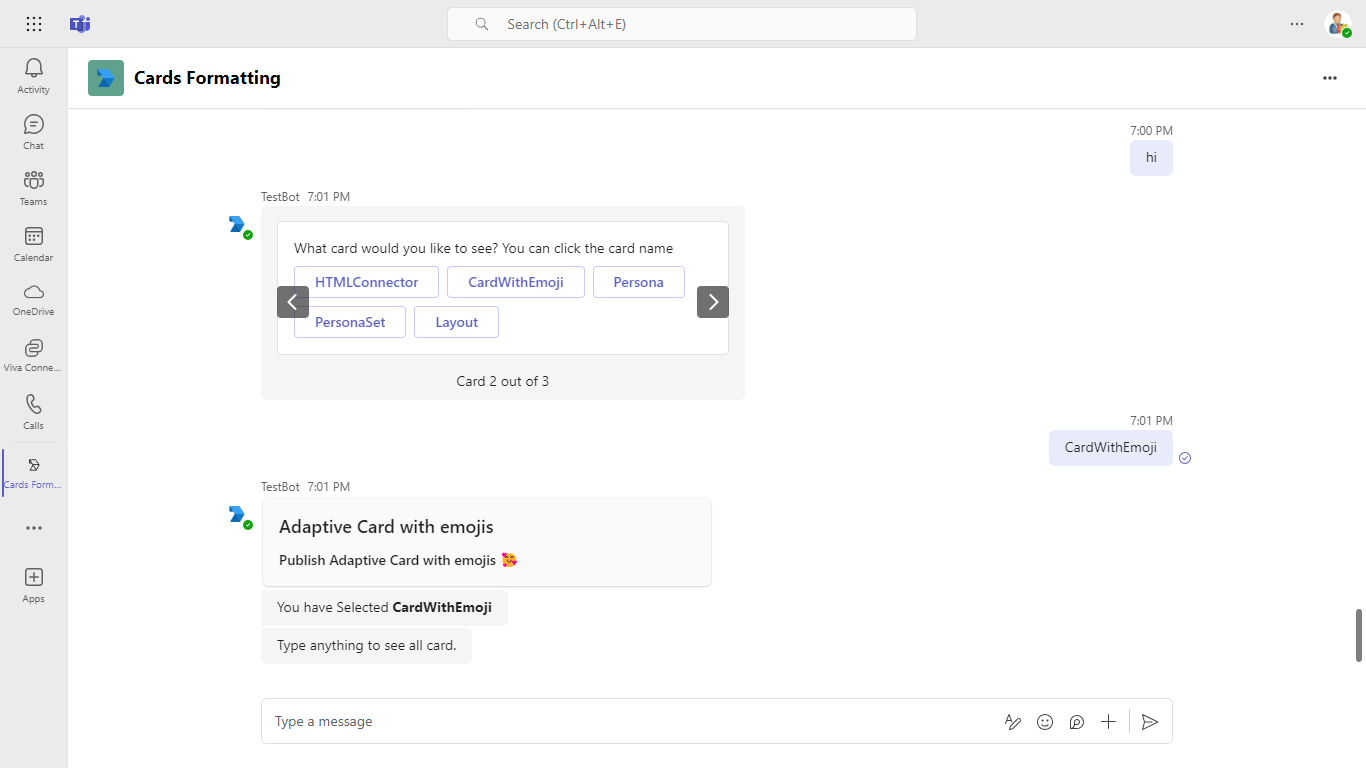 Search (Ctrl+Alt+E)
Activity
Chat
Teams
Calendar
OneDrive
Viva Conne...
Calls
Cards Form...
Apps
Cards Formatting
7:00 PM
hi
TestBot 7:01 PM
What card would you like to see? You can click the card name
HTMLConnector CardWithEmoji Persona
PersonaSet Layout
Card 2 out of 3
7:01 PM
CardWithEmoji
TestBot 7:01 PM
Adaptive Card with emojis
Publish Adaptive Card with emojis 🥰
You have Selected CardWithEmoji
Type anything to see all card.
Type a message